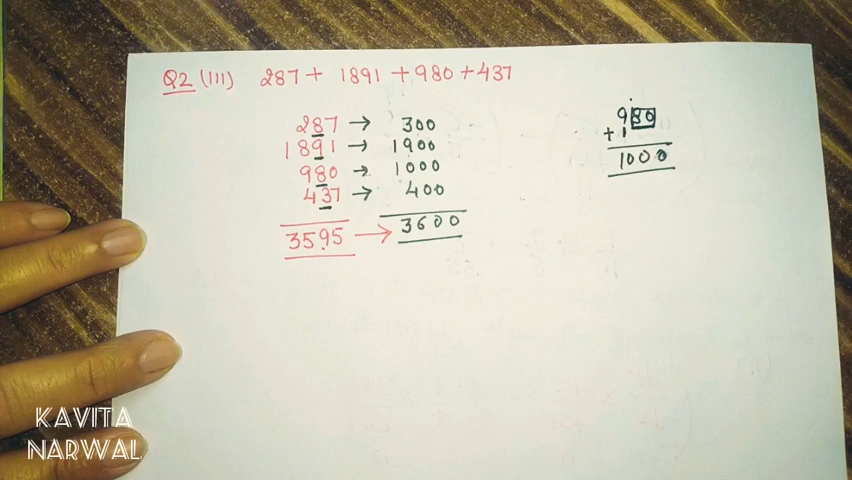 Q2 (III) 287 + 1891 + 980 + 437
287 → 300
1891 → 1900
980 → 1000
437 → 400
3595 → 3600
980
+ 1
1000
KAVITA
NARWAL